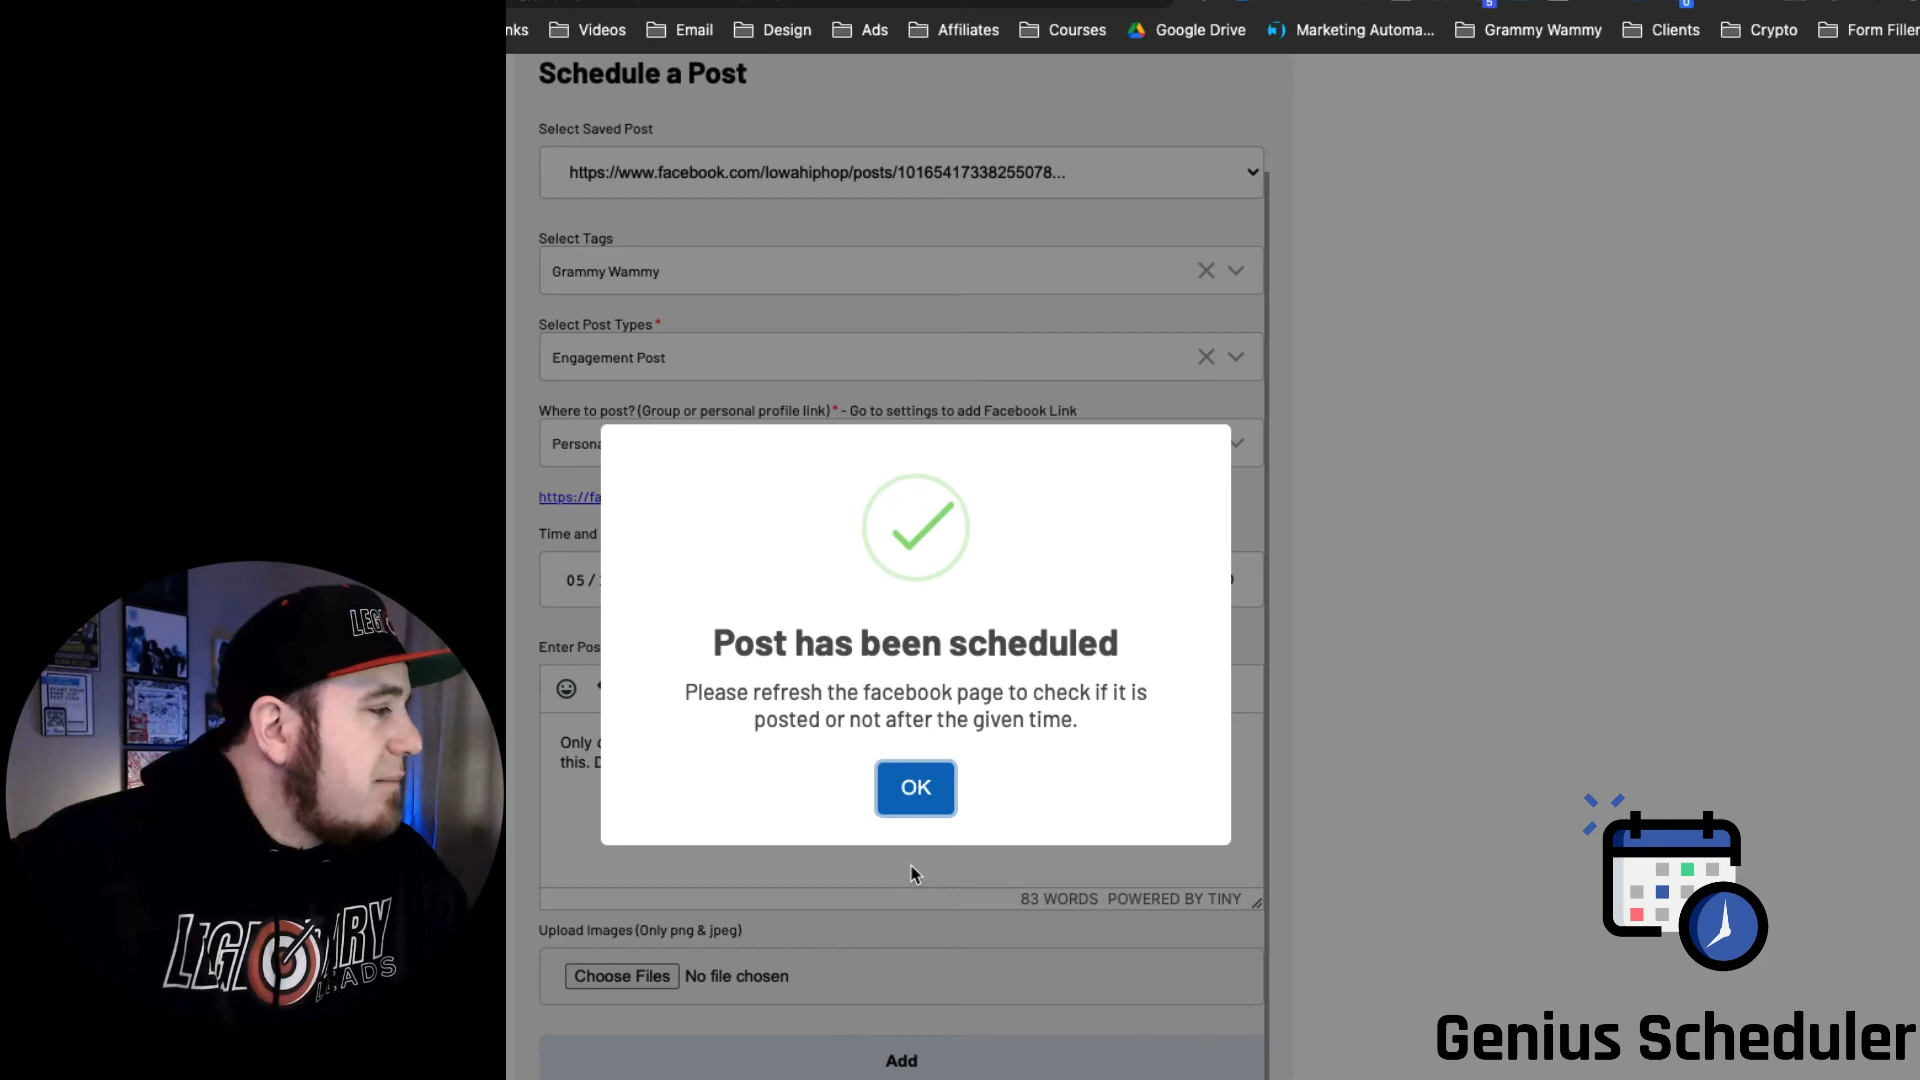 nks Videos Email Design Ads Affiliates Courses Google Drive Marketing Automa... Grammy Wammy Clients Crypto Form Filler
5
0
Schedule a Post
Select Saved Post
https://www.facebook.com/Iowahiphop/posts/10165417338255078...
Select Tags
Grammy Wammy
Select Post Types *
Engagement Post
Where to post? (Group or personal profile link) * - Go to settings to add Facebook Link
Persona
https://fa
Time and
05/
Enter Pos
Only
this.
Post has been scheduled
Please refresh the facebook page to check if it is
posted or not after the given time.
OK
83 WORDS POWERED BY TINY
Upload Images (Only png & jpeg)
Choose Files No file chosen
Add
LEGENDARY
LEADS
Genius Scheduler